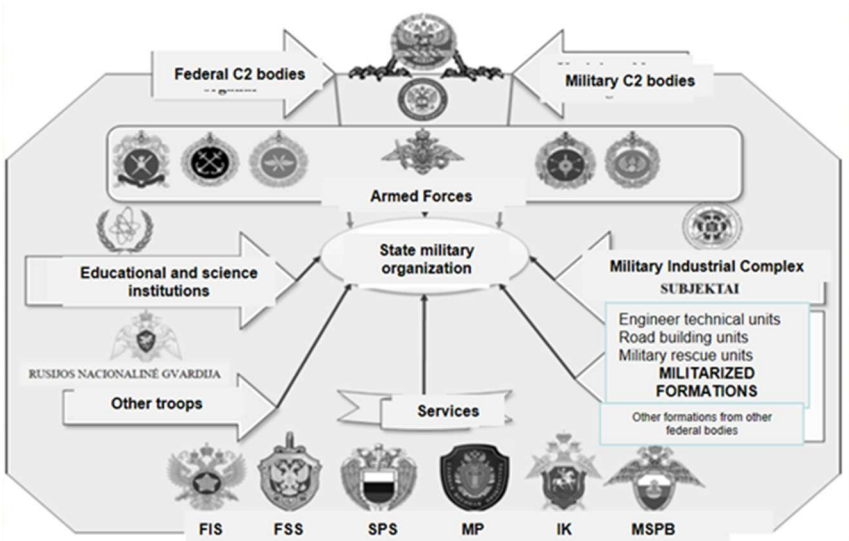 Federal C2 bodies
Military C2 bodies
Armed Forces
State military
organization
Educational and science
institutions
Military Industrial Complex
SUBJEKTAI
Engineer technical units
Road building units
Military rescue units
MILITARIZED
FORMATIONS
Other formations from other
federal bodies
RUSIJOS NACIONALINĖ GVARDIJA
Other troops
Services
FIS FSS SPS MP IK MSPB